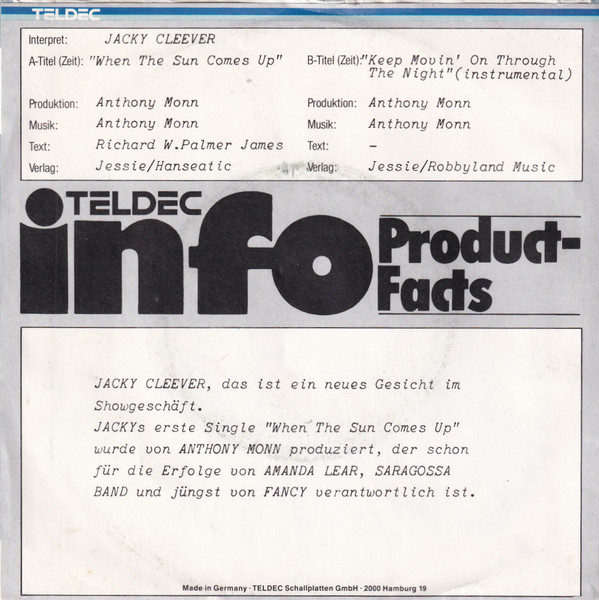 TELDEC
Interpret: JACKY CLEEVER
A-Titel (Zeit): "When The Sun Comes Up"
B-Titel (Zeit): "Keep Movin' On Through
The Night"(instrumental)
Produktion: Anthony Monn
Produktion: Anthony Monn
Musik: Anthony Monn
Musik: Anthony Monn
Text: Richard W.Palmer James
Text: –
Verlag: Jessie/Hanseatic
Verlag: Jessie/Robbyland Music
TELDEC
info
Product-
Facts
JACKY CLEEVER, das ist ein neues Gesicht im
Showgeschäft.
JACKYs erste Single "When The Sun Comes Up"
wurde von ANTHONY MONN produziert, der schon
für die Erfolge von AMANDA LEAR, SARAGOSSA
BAND und jüngst von FANCY verantwortlich ist.
Made in Germany · TELDEC Schallplatten GmbH · 2000 Hamburg 19